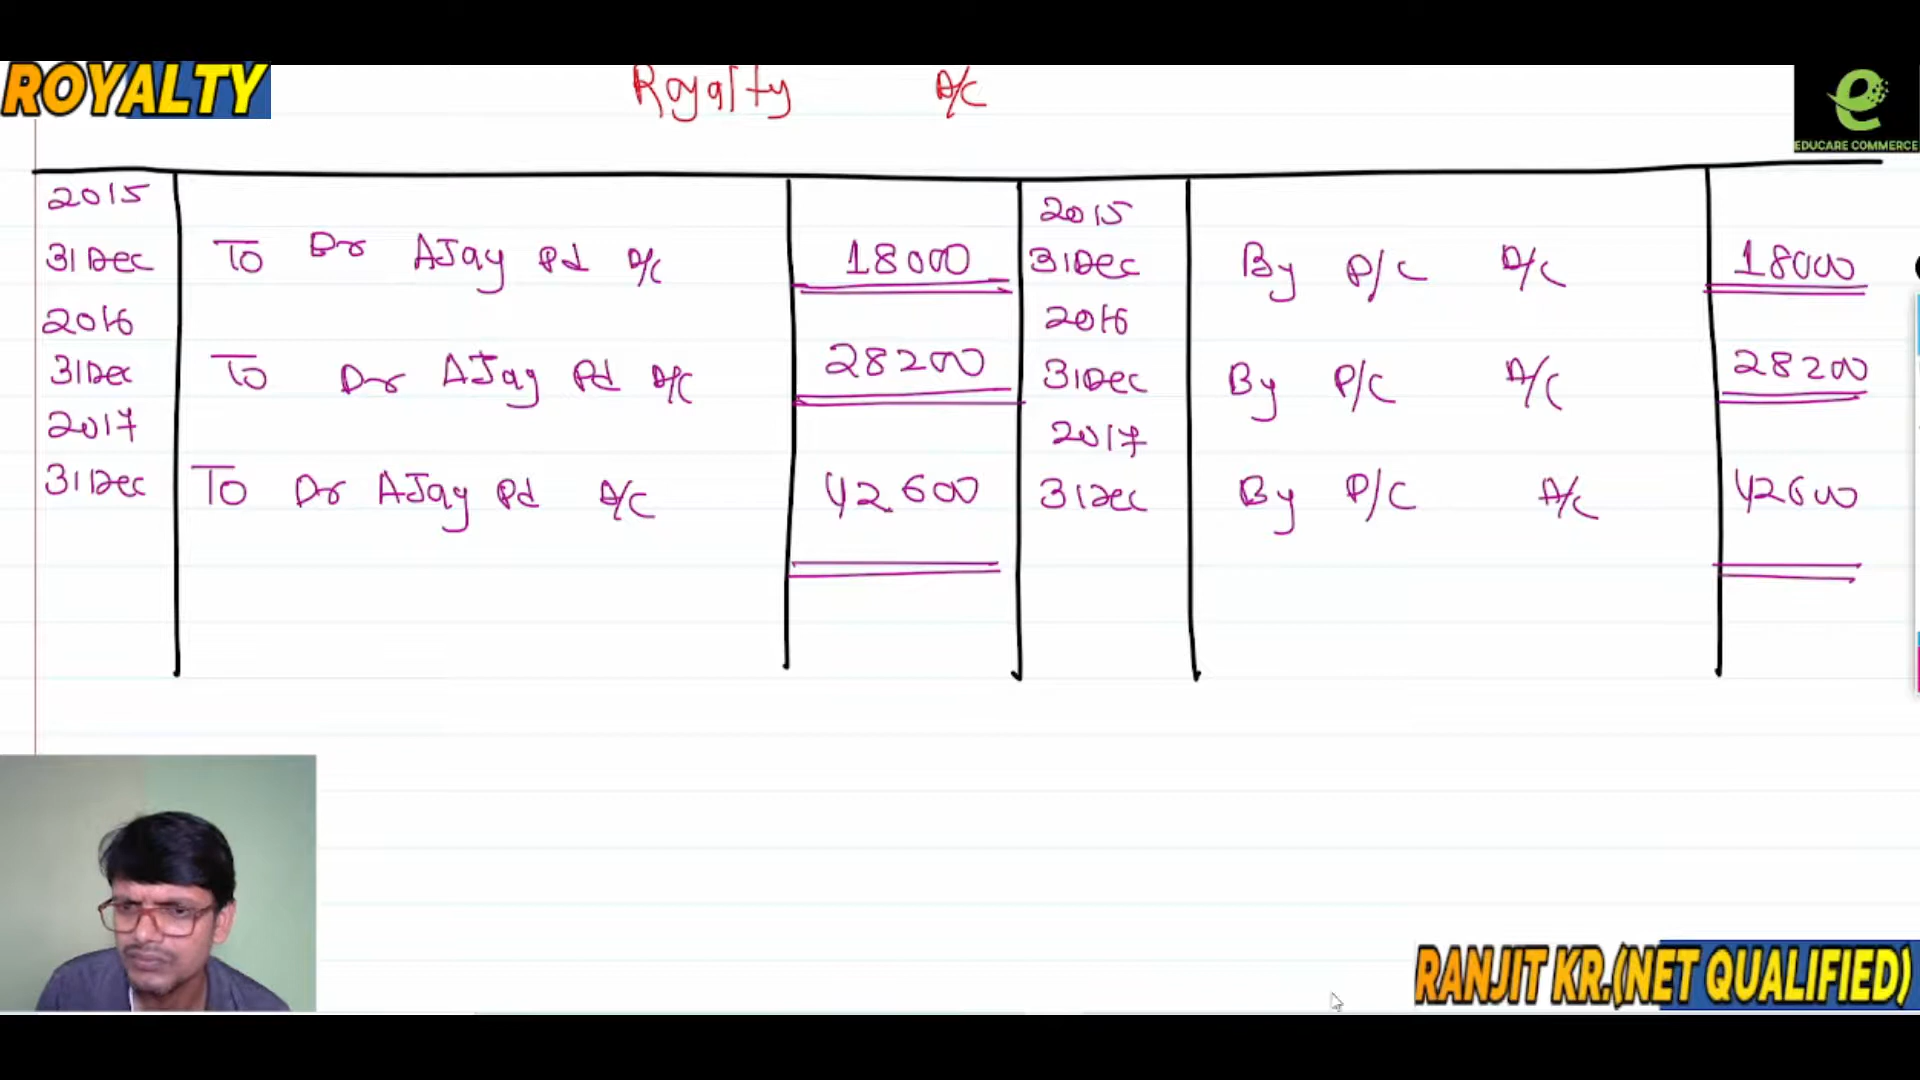 ROYALTY
Royalty A/c
EDUCARE COMMERCE
2015 2015
31 Dec To Dr AJay Pd A/c 18000 31 Dec By P/L A/c 18000
2016 2016
31 Dec To Dr AJay Pd A/c 28200 31 Dec By P/L A/c 28200
2017 2017
31 Dec To Dr AJay Pd A/c 42600 31 Dec By P/L A/c 42600
RANJIT KR.(NET QUALIFIED)